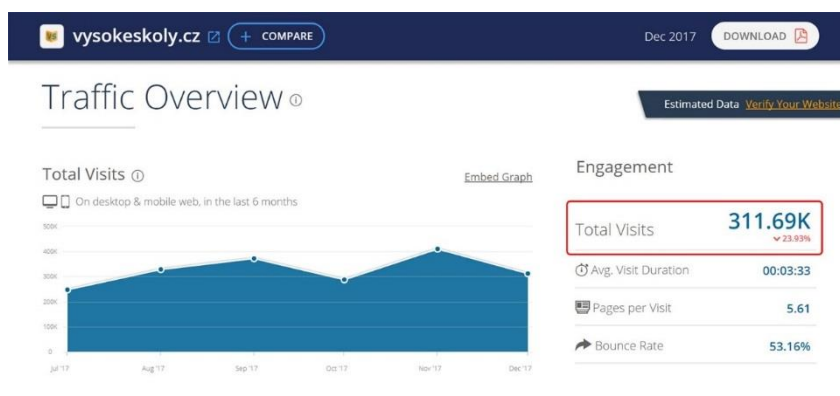 vysokeskoly.cz + COMPARE Dec 2017 DOWNLOAD
Traffic Overview
Estimated Data Verify Your Website
Total Visits Embed Graph
On desktop & mobile web, in the last 6 months
500K
400K
300K
200K
100K
0
Jul '17 Aug '17 Sep '17 Oct '17 Nov '17 Dec '17
Engagement
Total Visits 311.69K
23.93%
Avg. Visit Duration 00:03:33
Pages per Visit 5.61
Bounce Rate 53.16%